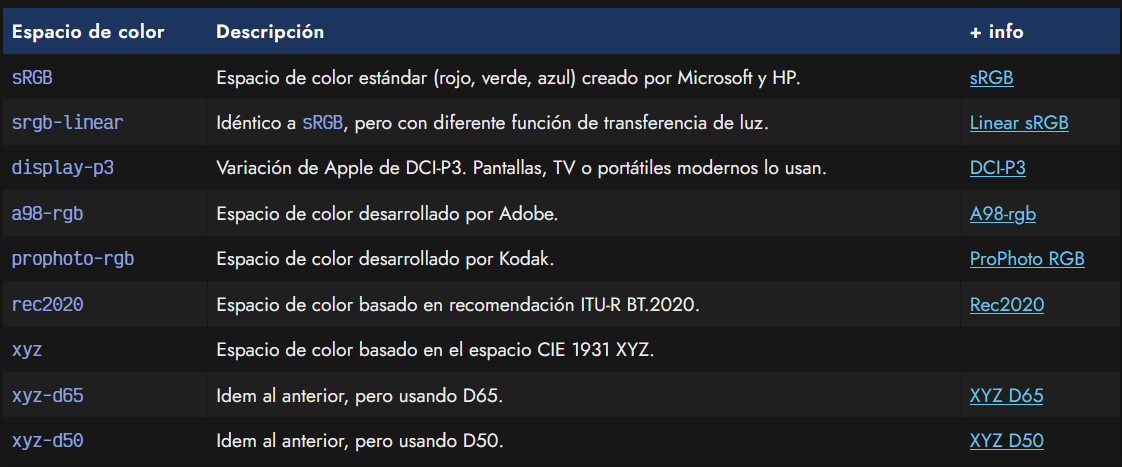 Espacio de color Descripción + info
sRGB Espacio de color estándar (rojo, verde, azul) creado por Microsoft y HP. sRGB
srgb-linear Idéntico a sRGB, pero con diferente función de transferencia de luz. Linear sRGB
display-p3 Variación de Apple de DCI-P3. Pantallas, TV o portátiles modernos lo usan. DCI-P3
a98-rgb Espacio de color desarrollado por Adobe. A98-rgb
prophoto-rgb Espacio de color desarrollado por Kodak. ProPhoto RGB
rec2020 Espacio de color basado en recomendación ITU-R BT.2020. Rec2020
xyz Espacio de color basado en el espacio CIE 1931 XYZ.
xyz-d65 Idem al anterior, pero usando D65. XYZ D65
xyz-d50 Idem al anterior, pero usando D50. XYZ D50